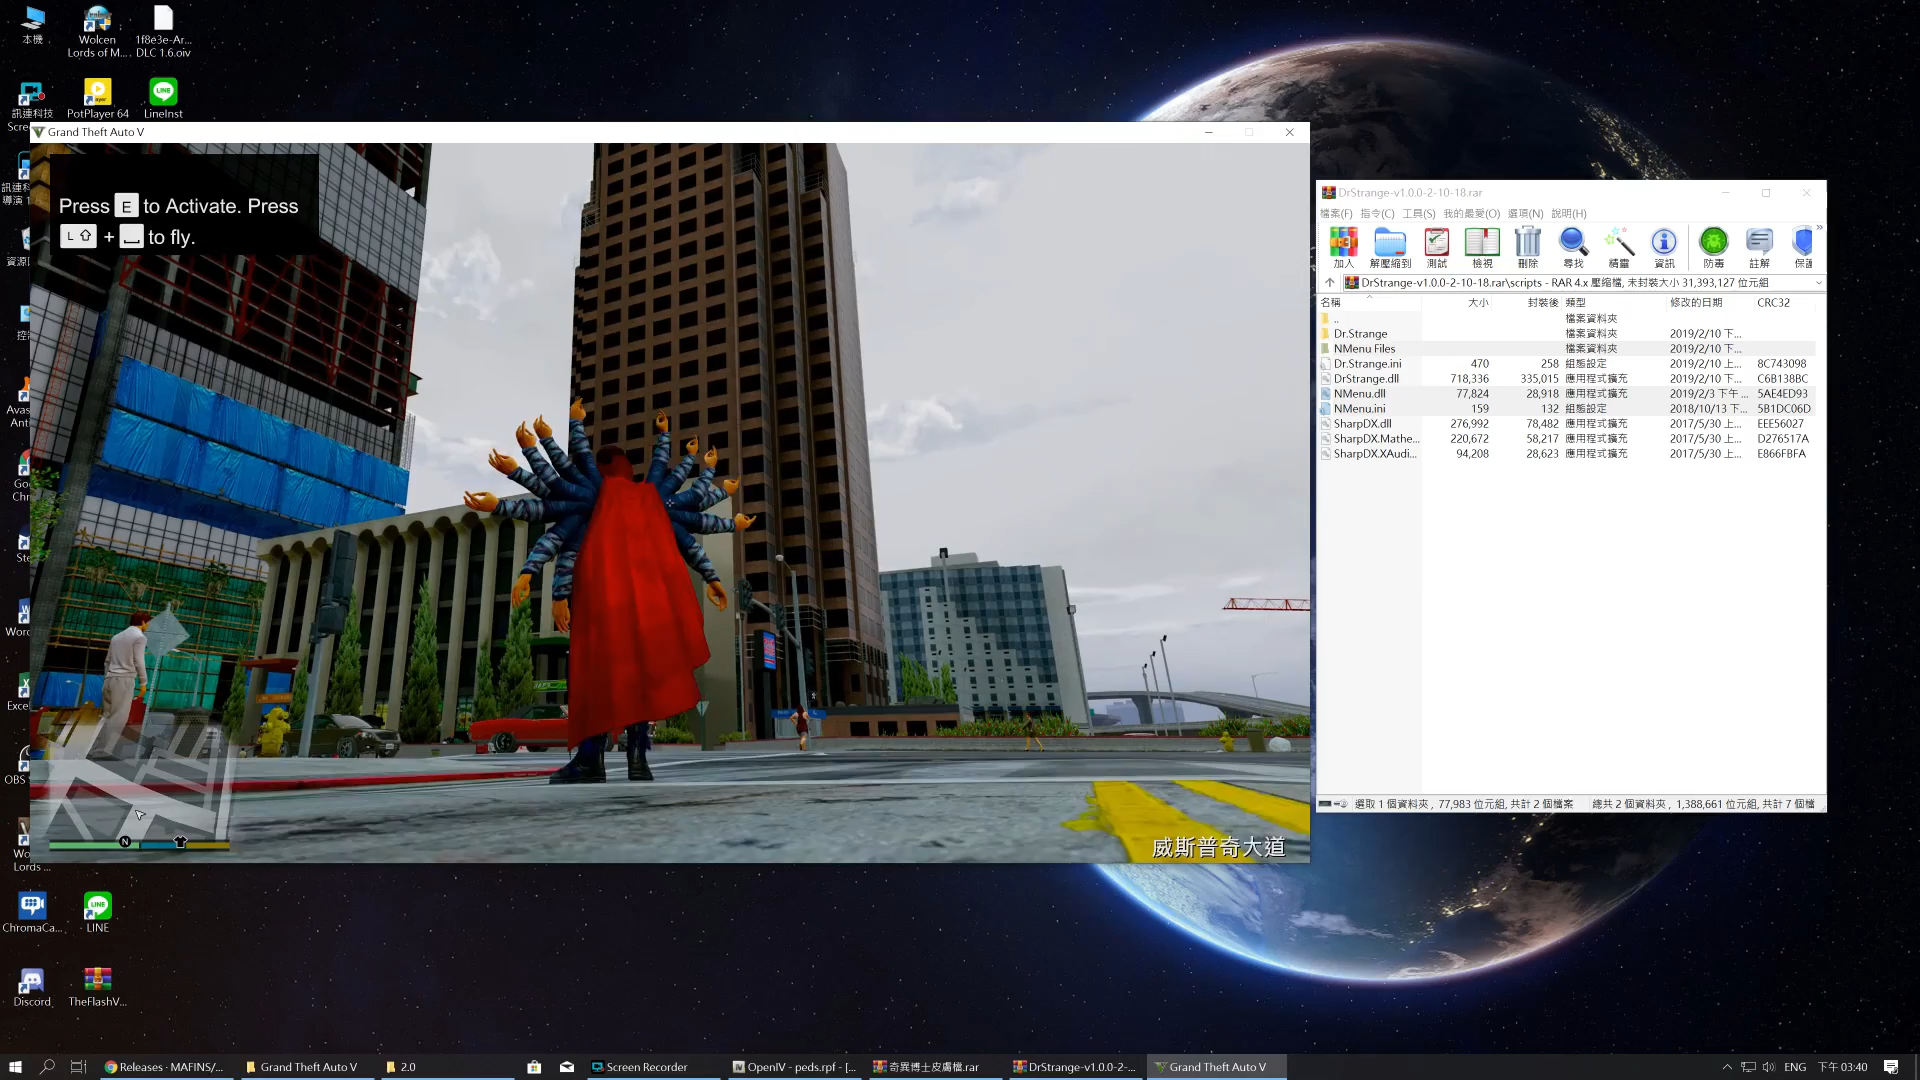 本機
Wolcen
Lords of M...
1f8e3e-Ar...
DLC 1.6.oiv
訊連科技
PotPlayer 64
LINE
LineInst
Grand Theft Auto V
Press E to Activate. Press
L + to fly.
威斯普奇大道
N
ChromaCa...
LINE
Discord
TheFlashV...
DrStrange-v1.0.0-2-10-18.rar
檔案(F) 指令(C) 工具(S) 我的最愛(O) 選項(N) 說明(H)
加入 解壓縮到 測試 檢視 刪除 尋找 精靈 資訊 防毒 註解 保護
DrStrange-v1.0.0-2-10-18.rar\scripts - RAR 4.x 壓縮檔, 未封裝大小 31,393,127 位元組
名稱 大小 封裝後 類型 修改的日期 CRC32
.. 檔案資料夾
Dr.Strange 檔案資料夾 2019/2/10 下...
NMenu Files 檔案資料夾 2019/2/10 下...
Dr.Strange.ini 470 258 組態設定 2019/2/10 上... 8C743098
DrStrange.dll 718,336 335,015 應用程式擴充 2019/2/10 下... C6B138BC
NMenu.dll 77,824 28,918 應用程式擴充 2019/2/3 下午 ... 5AE4ED93
NMenu.ini 159 132 組態設定 2018/10/13 下... 5B1DC06D
SharpDX.dll 276,992 78,482 應用程式擴充 2017/5/30 上... EEE56027
SharpDX.Mathe... 220,672 58,217 應用程式擴充 2017/5/30 上... D276517A
SharpDX.XAudi... 94,208 28,623 應用程式擴充 2017/5/30 上... E866FBFA
選取 1 個資料夾, 77,983 位元組, 共計 2 個檔案 總共 2 個資料夾, 1,388,661 位元組, 共計 7 個檔
Releases · MAFINS/... Grand Theft Auto V 2.0 Screen Recorder OpenIV - peds.rpf - [... 奇異博士皮膚檔.rar DrStrange-v1.0.0-2-... Grand Theft Auto V ENG 下午 03:40